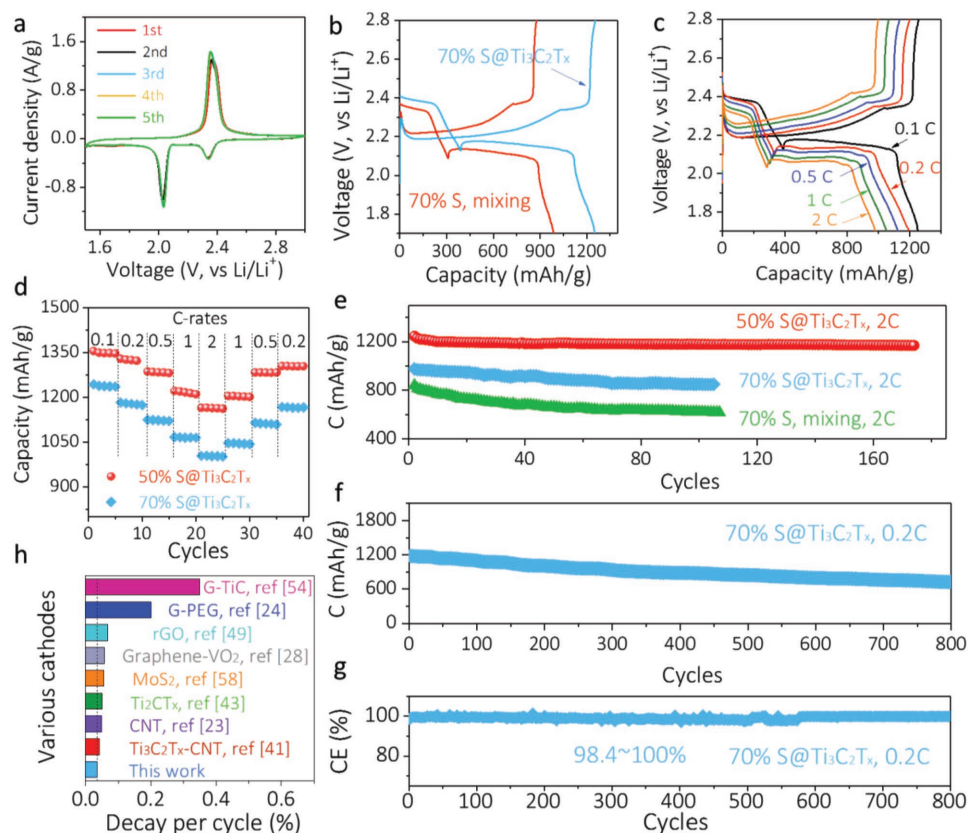 a
Current density (A/g)
1.6
0.8
0.0
-0.8
1st
2nd
3rd
4th
5th
1.6 2.0 2.4 2.8
Voltage (V, vs Li/Li⁺)
b
Voltage (V, vs Li/Li⁺)
2.8
2.6
2.4
2.2
2.0
1.8
70% S@Ti₃C₂Tₓ
70% S, mixing
0 300 600 900 1200
Capacity (mAh/g)
c
Voltage (V, vs Li/Li⁺)
2.8
2.6
2.4
2.2
2.0
1.8
0.1 C
0.2 C
0.5 C
1 C
2 C
0 400 800 1200
Capacity (mAh/g)
d
Capacity (mAh/g)
1500
1350
1200
1050
900
C-rates
0.1 0.2 0.5 1 2 1 0.5 0.2
50% S@Ti₃C₂Tₓ
70% S@Ti₃C₂Tₓ
0 10 20 30 40
Cycles
e
C (mAh/g)
1200
800
400
50% S@Ti₃C₂Tₓ, 2C
70% S@Ti₃C₂Tₓ, 2C
70% S, mixing, 2C
0 40 80 120 160
Cycles
f
C (mAh/g)
1800
1200
600
0
70% S@Ti₃C₂Tₓ, 0.2C
0 100 200 300 400 500 600 700 800
Cycles
g
CE (%)
100
80
98.4~100%
70% S@Ti₃C₂Tₓ, 0.2C
0 100 200 300 400 500 600 700 800
Cycles
h
Various cathodes
G-TiC, ref [54]
G-PEG, ref [24]
rGO, ref [49]
Graphene-VO₂, ref [28]
MoS₂, ref [58]
Ti₂CTₓ, ref [43]
CNT, ref [23]
Ti₃C₂Tₓ-CNT, ref [41]
This work
0.0 0.2 0.4 0.6
Decay per cycle (%)